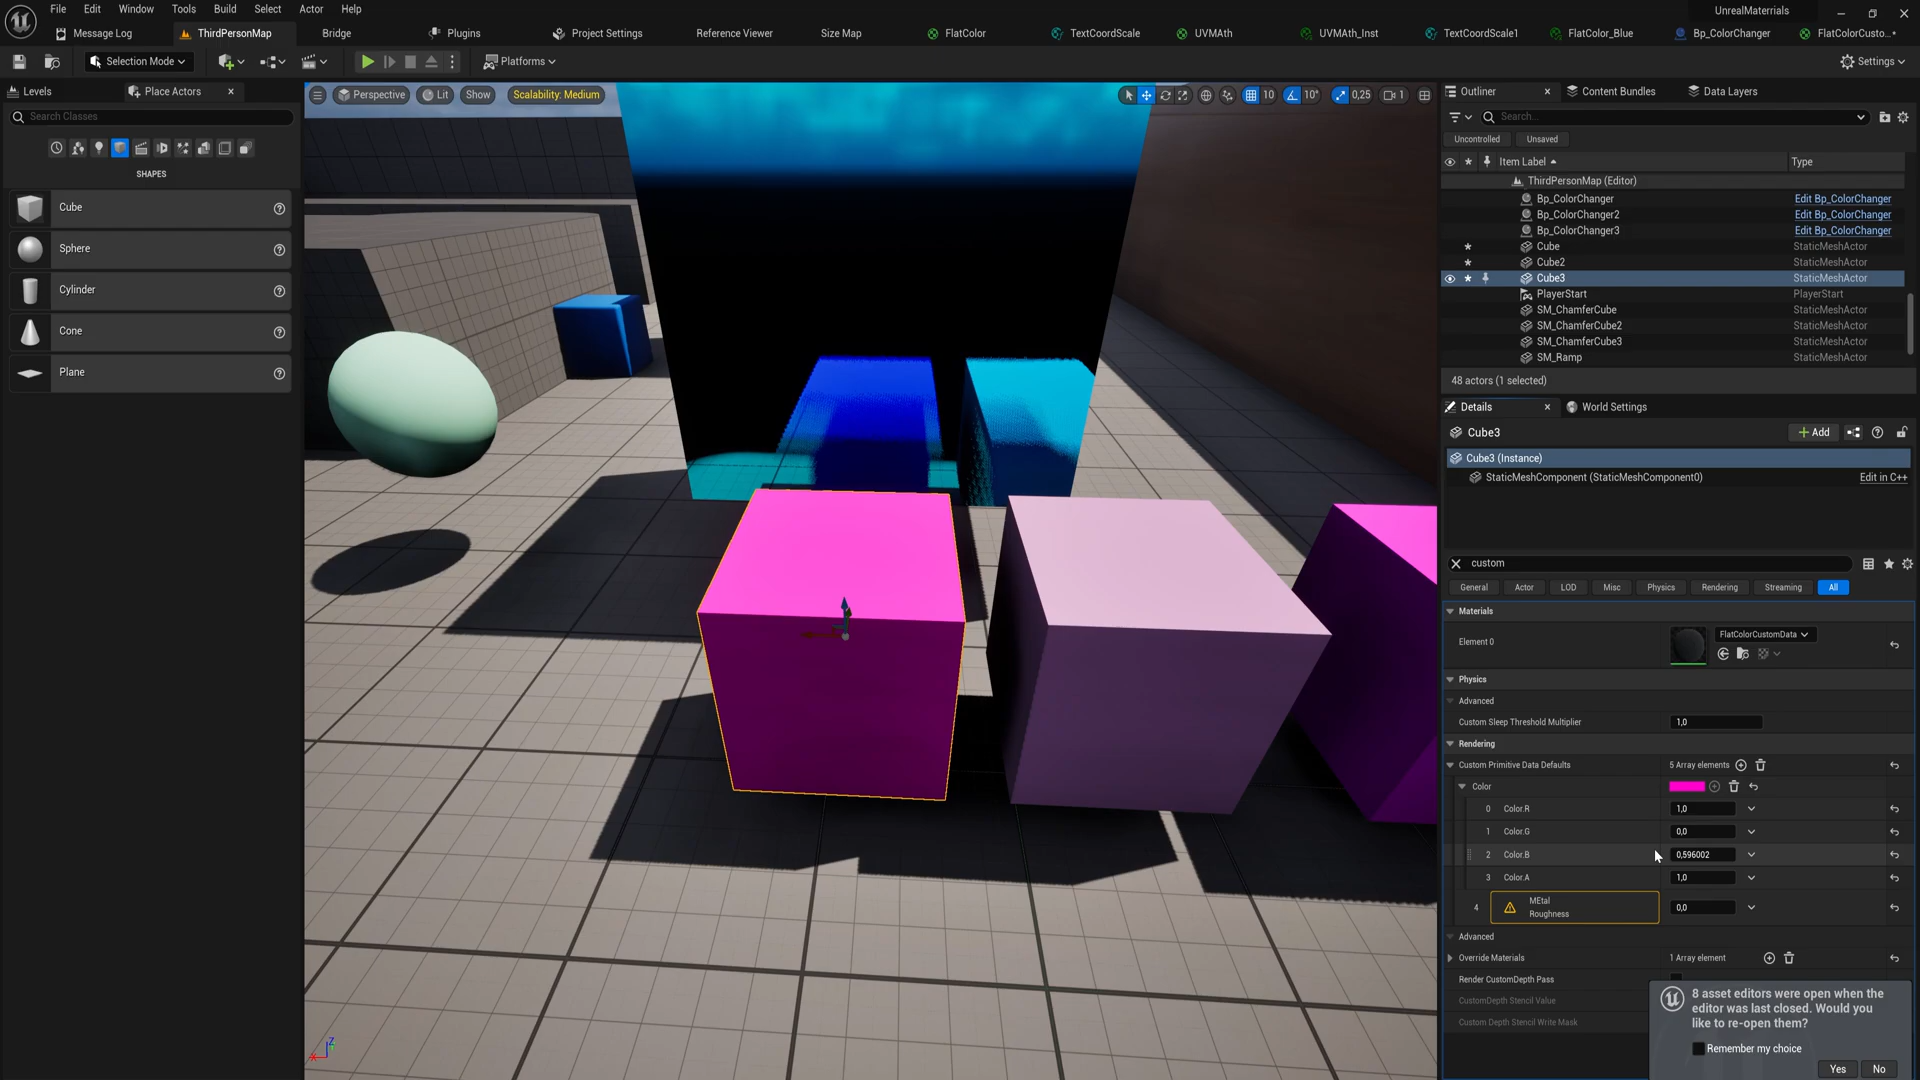 File Edit Window Tools Build Select Actor Help
UnrealMaterials
Message Log ThirdPersonMap Bridge Plugins Project Settings Reference Viewer Size Map FlatColor TextCoordScale UVMAth UVMAth_Inst TextCoordScale1 FlatColor_Blue Bp_ColorChanger FlatColorCusto...*
Selection Mode Platforms Settings
Levels Place Actors
Search Classes
SHAPES
Cube
Sphere
Cylinder
Cone
Plane
Perspective Lit Show Scalability: Medium 10 10° 0,25 1
Outliner Content Bundles Data Layers
Search...
Uncontrolled Unsaved
Item Label Type
ThirdPersonMap (Editor)
Bp_ColorChanger Edit Bp_ColorChanger
Bp_ColorChanger2 Edit Bp_ColorChanger
Bp_ColorChanger3 Edit Bp_ColorChanger
Cube StaticMeshActor
Cube2 StaticMeshActor
Cube3 StaticMeshActor
PlayerStart PlayerStart
SM_ChamferCube StaticMeshActor
SM_ChamferCube2 StaticMeshActor
SM_ChamferCube3 StaticMeshActor
SM_Ramp StaticMeshActor
48 actors (1 selected)
Details World Settings
Cube3 + Add
Cube3 (Instance)
StaticMeshComponent (StaticMeshComponent0) Edit in C++
custom
General Actor LOD Misc Physics Rendering Streaming All
Materials
Element 0 FlatColorCustomData
Physics
Advanced
Custom Sleep Threshold Multiplier 1,0
Rendering
Custom Primitive Data Defaults 5 Array elements
Color
0 Color.R 1,0
1 Color.G 0,0
2 Color.B 0,596002
3 Color.A 1,0
4 MEtal
Roughness 0,0
Advanced
Override Materials 1 Array element
Render CustomDepth Pass
CustomDepth Stencil Value
Custom Depth Stencil Write Mask
8 asset editors were open when the
editor was last closed. Would you
like to re-open them?
Remember my choice
Yes No
Z
X